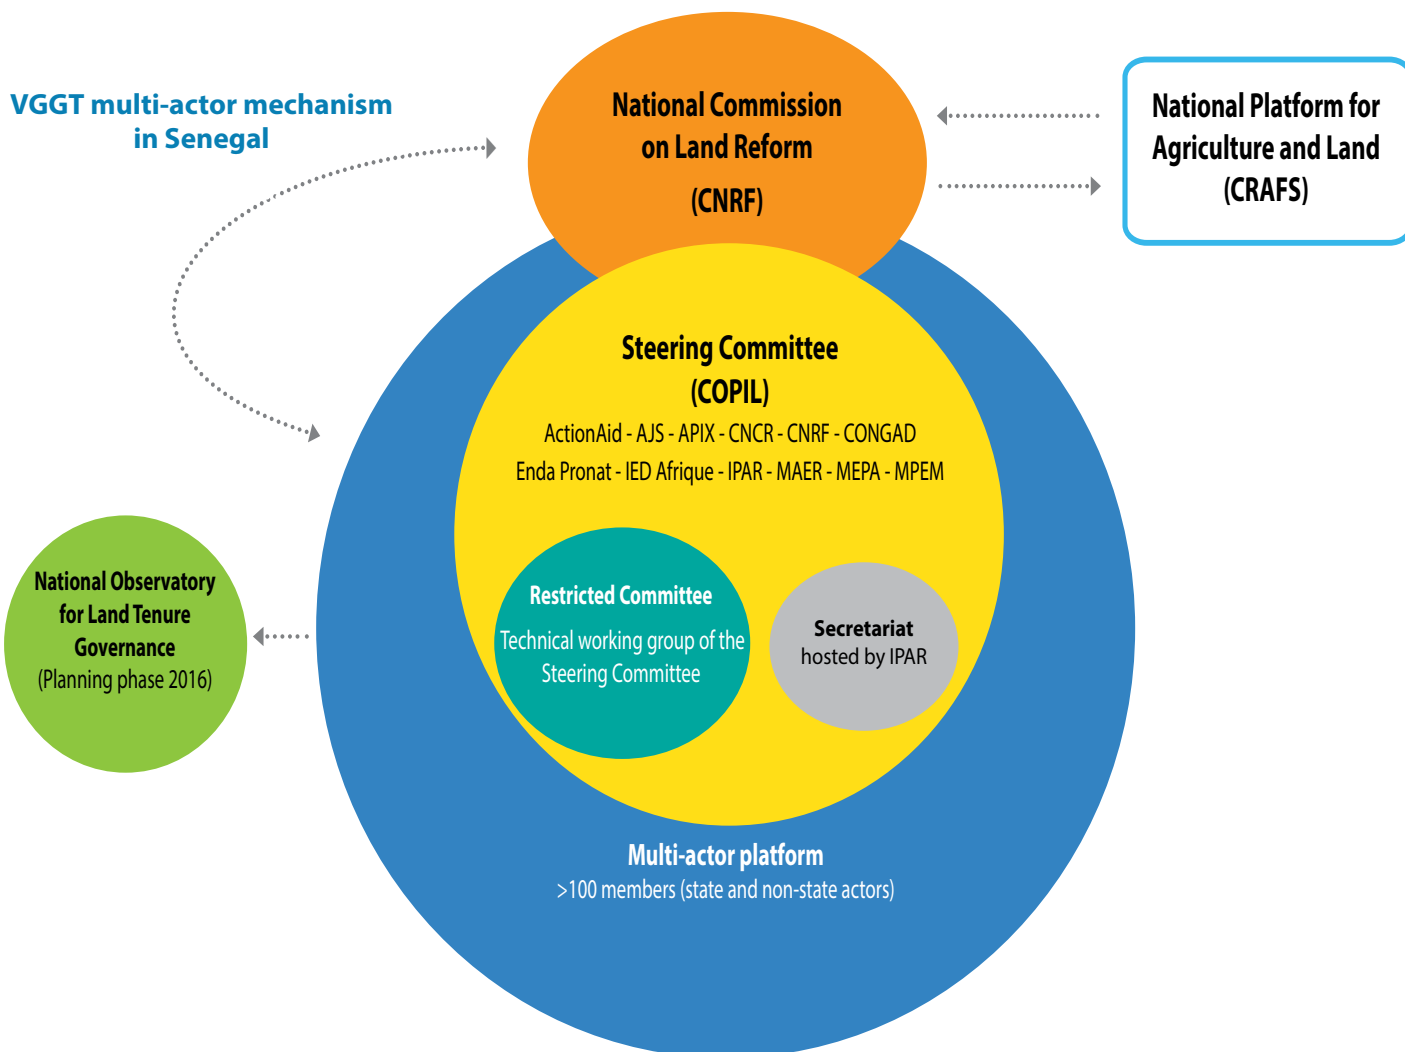 VGGT multi-actor mechanism
in Senegal
National Commission
on Land Reform
(CNRF)
National Platform for
Agriculture and Land
(CRAFS)
Steering Committee
(COPIL)
ActionAid - AJS - APIX - CNCR - CNRF - CONGAD
Enda Pronat - IED Afrique - IPAR - MAER - MEPA - MPEM
National Observatory
for Land Tenure
Governance
(Planning phase 2016)
Restricted Committee
Technical working group of the
Steering Committee
Secretariat
hosted by IPAR
Multi-actor platform
>100 members (state and non-state actors)